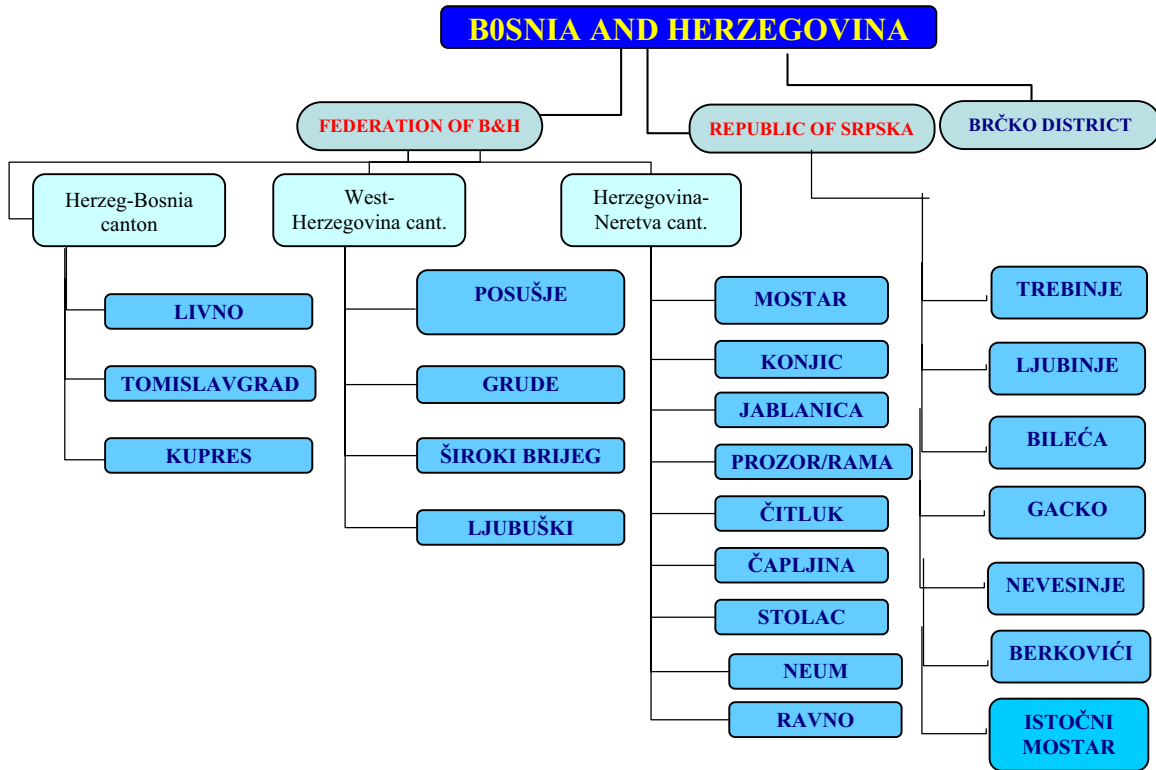 B0SNIA AND HERZEGOVINA
FEDERATION OF B&H
REPUBLIC OF SRPSKA
BRČKO DISTRICT
Herzeg-Bosnia
canton
West-
Herzegovina cant.
Herzegovina-
Neretva cant.
LIVNO
TOMISLAVGRAD
KUPRES
POSUŠJE
GRUDE
ŠIROKI BRIJEG
LJUBUŠKI
MOSTAR
KONJIC
JABLANICA
PROZOR/RAMA
ČITLUK
ČAPLJINA
STOLAC
NEUM
RAVNO
TREBINJE
LJUBINJE
BILEĆA
GACKO
NEVESINJE
BERKOVIĆI
ISTOČNI
MOSTAR